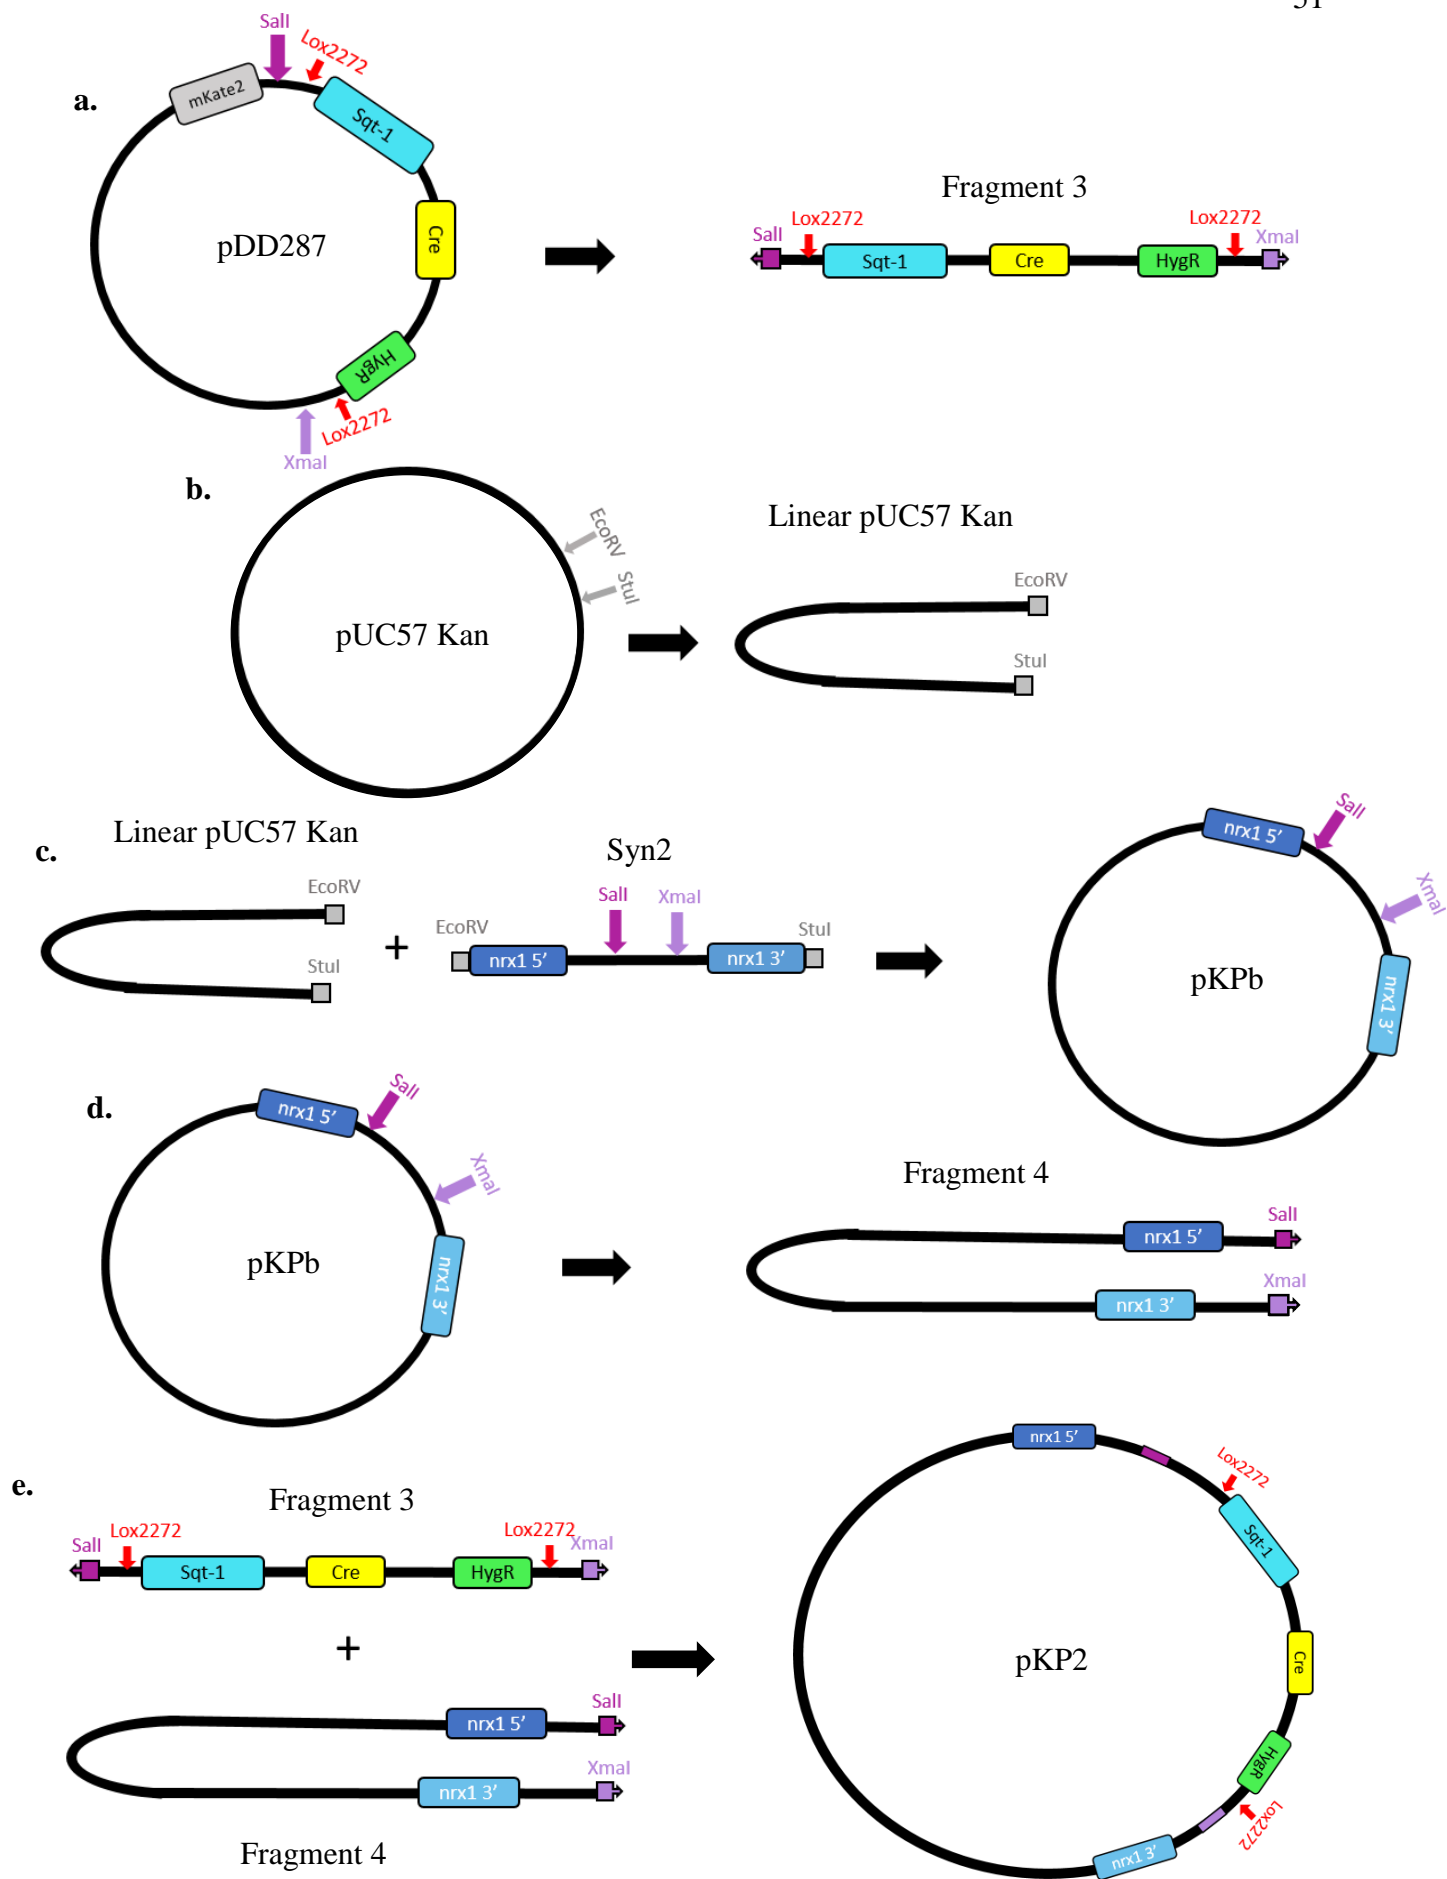 SalI
Lox2272
a.
mKate2
Sqt-1
Cre
pDD287
HygR
Lox2272
XmaI
Fragment 3
SalI
Lox2272
Lox2272
XmaI
Sqt-1
Cre
HygR
b.
EcoRV
StuI
pUC57 Kan
Linear pUC57 Kan
EcoRV
StuI
c.
Linear pUC57 Kan
EcoRV
StuI
+
Syn2
EcoRV
SalI
XmaI
StuI
nrx1 5’
nrx1 3’
nrx1 5’
SalI
XmaI
nrx1 3’
pKPb
d.
nrx1 5’
SalI
XmaI
nrx1 3’
pKPb
Fragment 4
SalI
nrx1 5’
XmaI
nrx1 3’
e.
Fragment 3
SalI
Lox2272
Lox2272
XmaI
Sqt-1
Cre
HygR
+
SalI
nrx1 5’
XmaI
nrx1 3’
Fragment 4
nrx1 5’
Lox2272
Sqt-1
Cre
pKP2
HygR
Lox2272
nrx1 3’